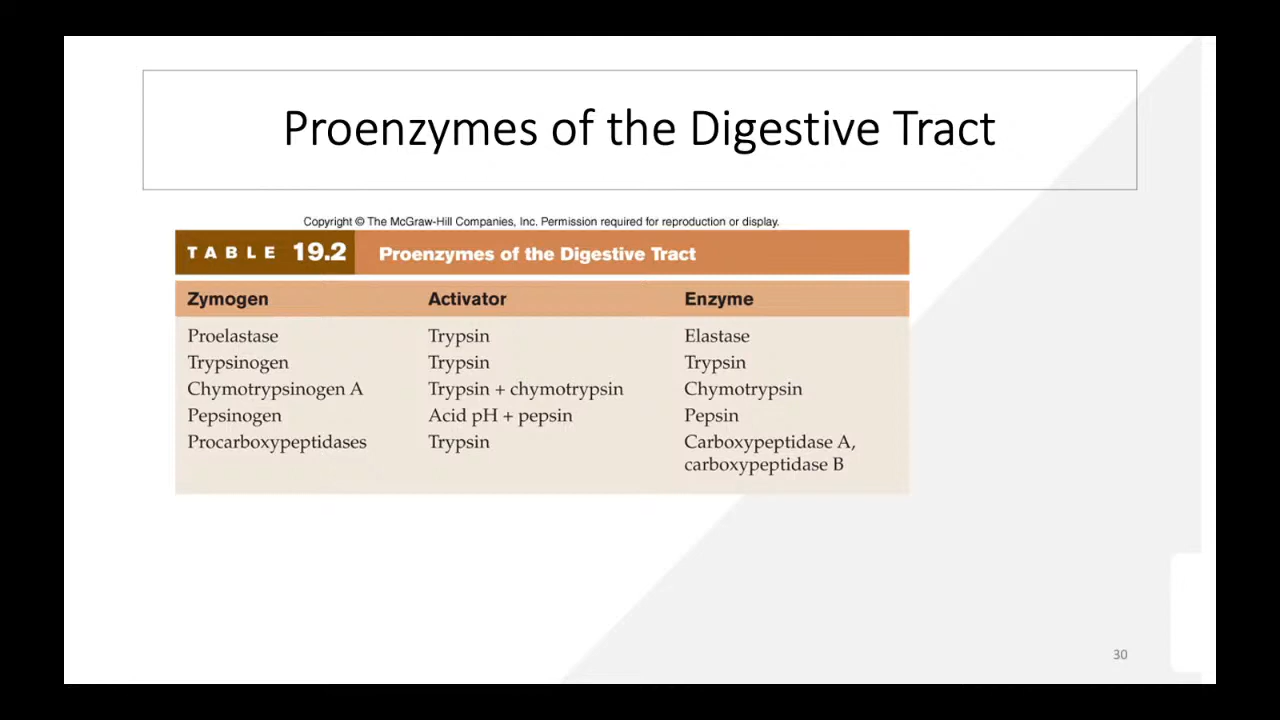 Proenzymes of the Digestive Tract
Copyright © The McGraw-Hill Companies, Inc. Permission required for reproduction or display.
TABLE 19.2 Proenzymes of the Digestive Tract
Zymogen Activator Enzyme
Proelastase Trypsin Elastase
Trypsinogen Trypsin Trypsin
Chymotrypsinogen A Trypsin + chymotrypsin Chymotrypsin
Pepsinogen Acid pH + pepsin Pepsin
Procarboxypeptidases Trypsin Carboxypeptidase A,
carboxypeptidase B
30